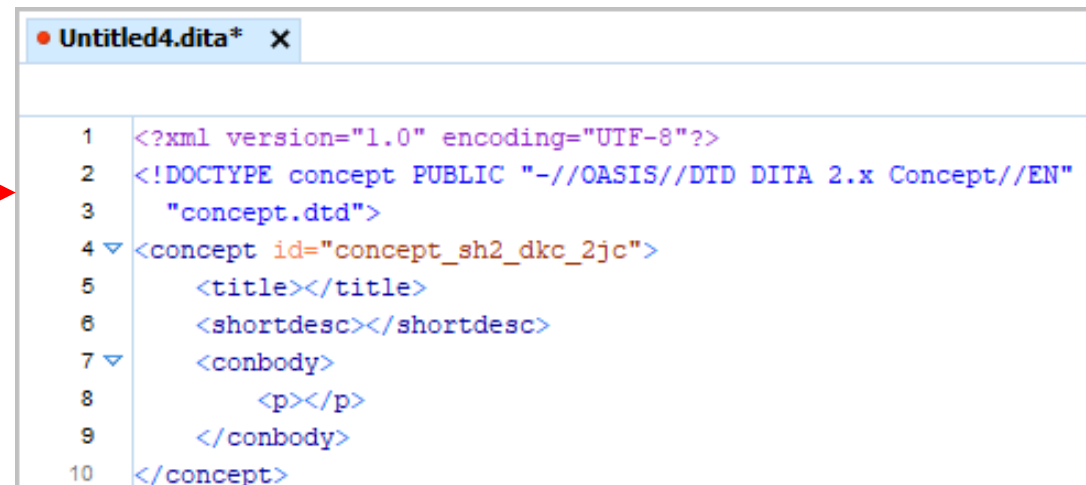 Untitled4.dita* ×
1 <?xml version="1.0" encoding="UTF-8"?>
2 <!DOCTYPE concept PUBLIC "-//OASIS//DTD DITA 2.x Concept//EN"
3 "concept.dtd">
4 <concept id="concept_sh2_dkc_2jc">
5 <title></title>
6 <shortdesc></shortdesc>
7 <conbody>
8 <p></p>
9 </conbody>
10 </concept>